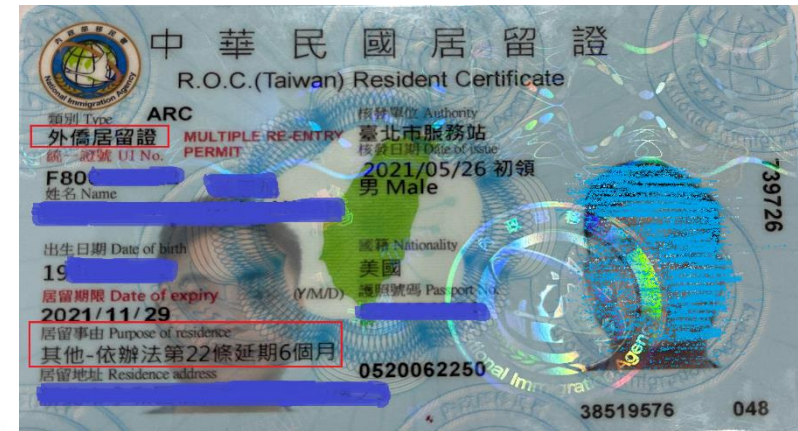 中華民國居留證
R.O.C.(Taiwan) Resident Certificate
類別 Type ARC
外僑居留證
MULTIPLE RE-ENTRY PERMIT
核發單位 Authority
臺北市服務站
統一證號 UI No.
F80
核發日期 Date of issue
2021/05/26 初領
姓名 Name
男 Male
739726
出生日期 Date of birth
19
國籍 Nationality
美國
居留期限 Date of expiry (Y/M/D)
2021/11/29
護照號碼 Passport No.
居留事由 Purpose of residence
其他-依辦法第22條延期6個月
居留地址 Residence address
0520062250
38519576 048
內政部移民署
National Immigration Agency